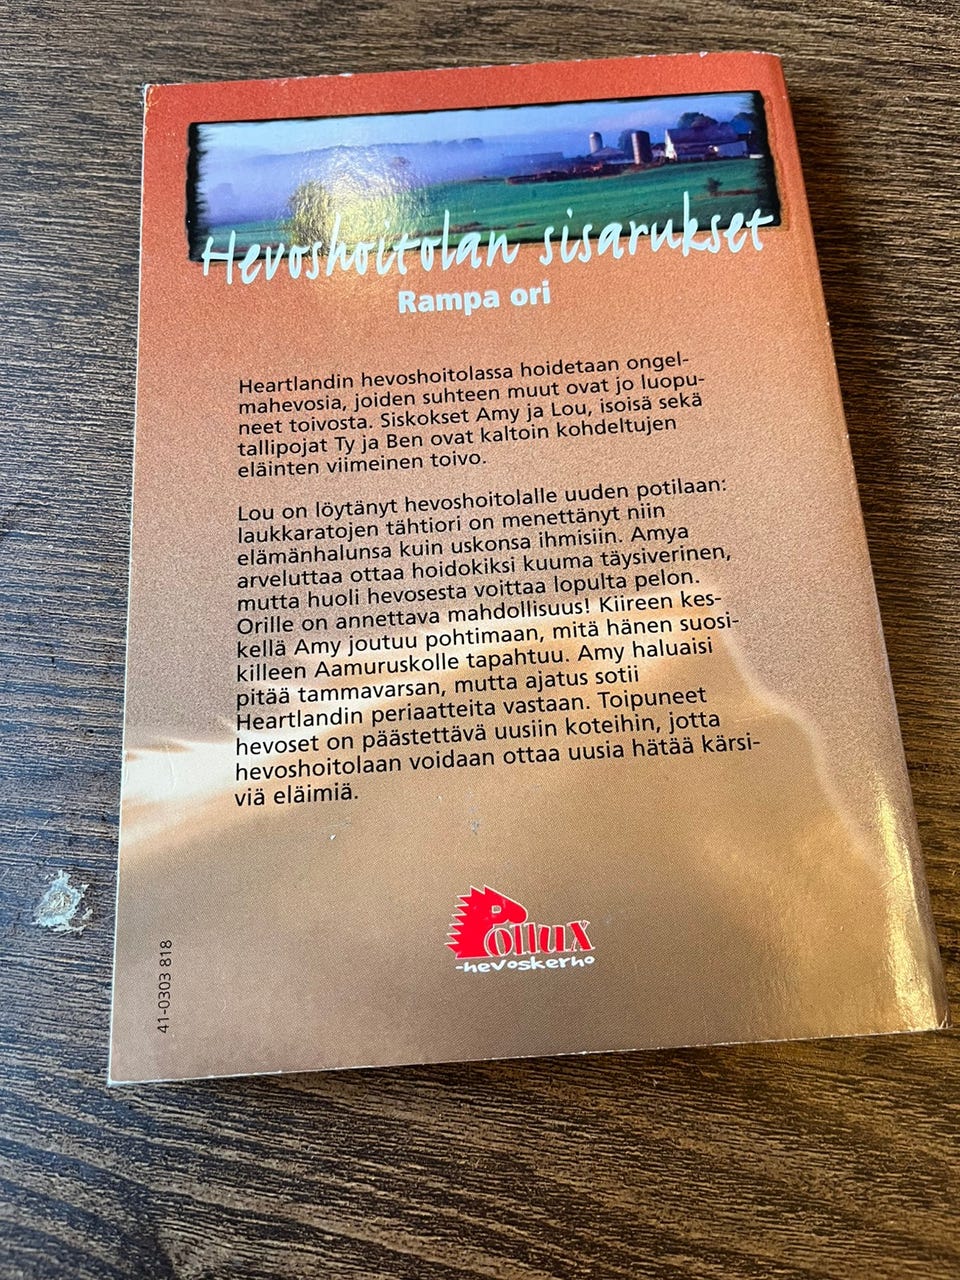 Hevoshoitolan sisarukset
Rampa ori
Heartlandin hevoshoitolassa hoidetaan ongel-
mahevosia, joiden suhteen muut ovat jo luopu-
neet toivosta. Siskokset Amy ja Lou, isoisä sekä
tallipojat Ty ja Ben ovat kaltoin kohdeltujen
eläinten viimeinen toivo.
Lou on löytänyt hevoshoitolalle uuden potilaan:
laukkaratojen tähtiori on menettänyt niin
elämänhalunsa kuin uskonsa ihmisiin. Amya
arveluttaa ottaa hoidokiksi kuuma täysiverinen,
mutta huoli hevosesta voittaa lopulta pelon.
Orille on annettava mahdollisuus! Kiireen kes-
kellä Amy joutuu pohtimaan, mitä hänen suosi-
killeen Aamuruskolle tapahtuu. Amy haluaisi
pitää tammavarsan, mutta ajatus sotii
Heartlandin periaatteita vastaan. Toipuneet
hevoset on päästettävä uusiin koteihin, jotta
hevoshoitolaan voidaan ottaa uusia hätää kärsi-
viä eläimiä.
Pollux
-hevoskerho
41-0303 818